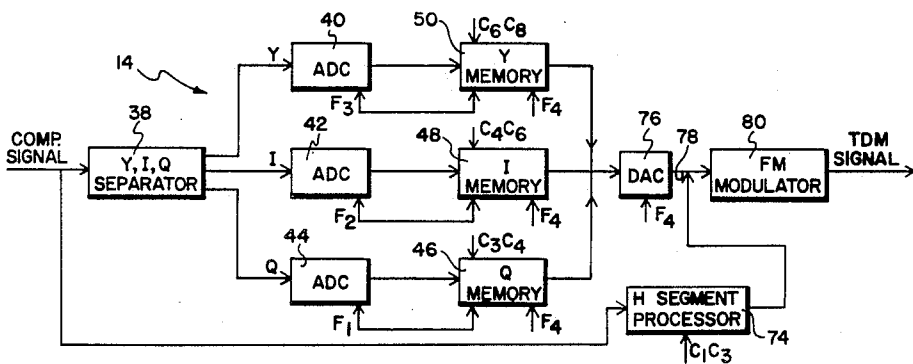 14
COMP.
SIGNAL
38
Y, I, Q
SEPARATOR
Y
I
Q
40
ADC
F3
42
ADC
F2
44
ADC
F1
50
C6C8
Y
MEMORY
F4
48
C4C6
I
MEMORY
F4
46
C3C4
Q
MEMORY
F4
76
DAC
F4
78
80
FM
MODULATOR
TDM
SIGNAL
H SEGMENT
PROCESSOR
74
C1C3